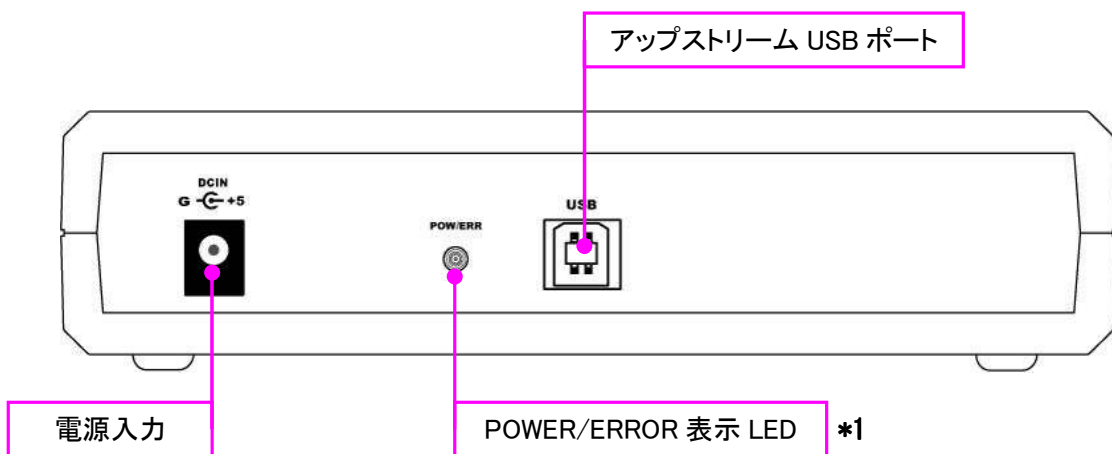 アップストリーム USB ポート
DCIN
G +5
POW/ERR
USB
電源入力
POWER/ERROR 表示 LED *1